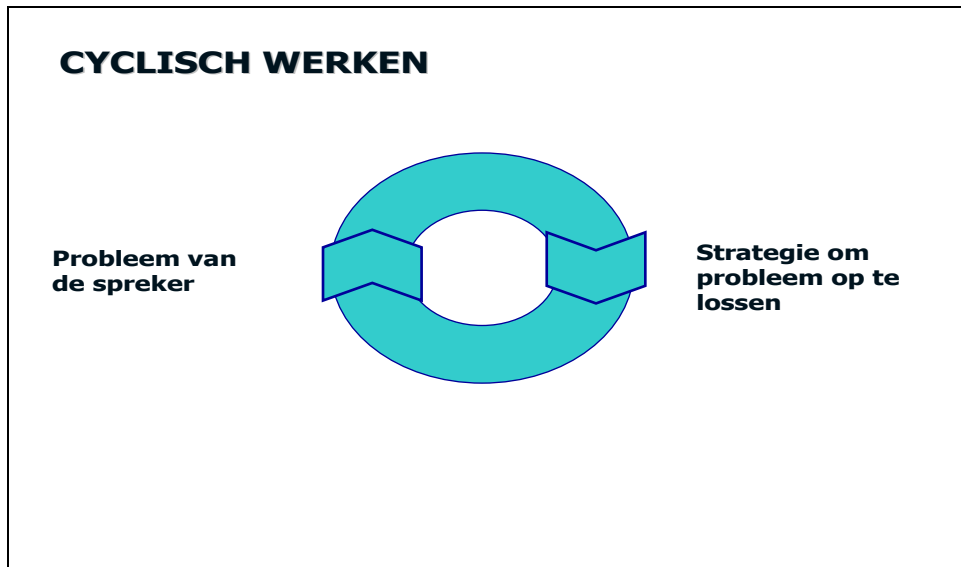 CYCLISCH WERKEN
Probleem van
de spreker
Strategie om
probleem op te
lossen